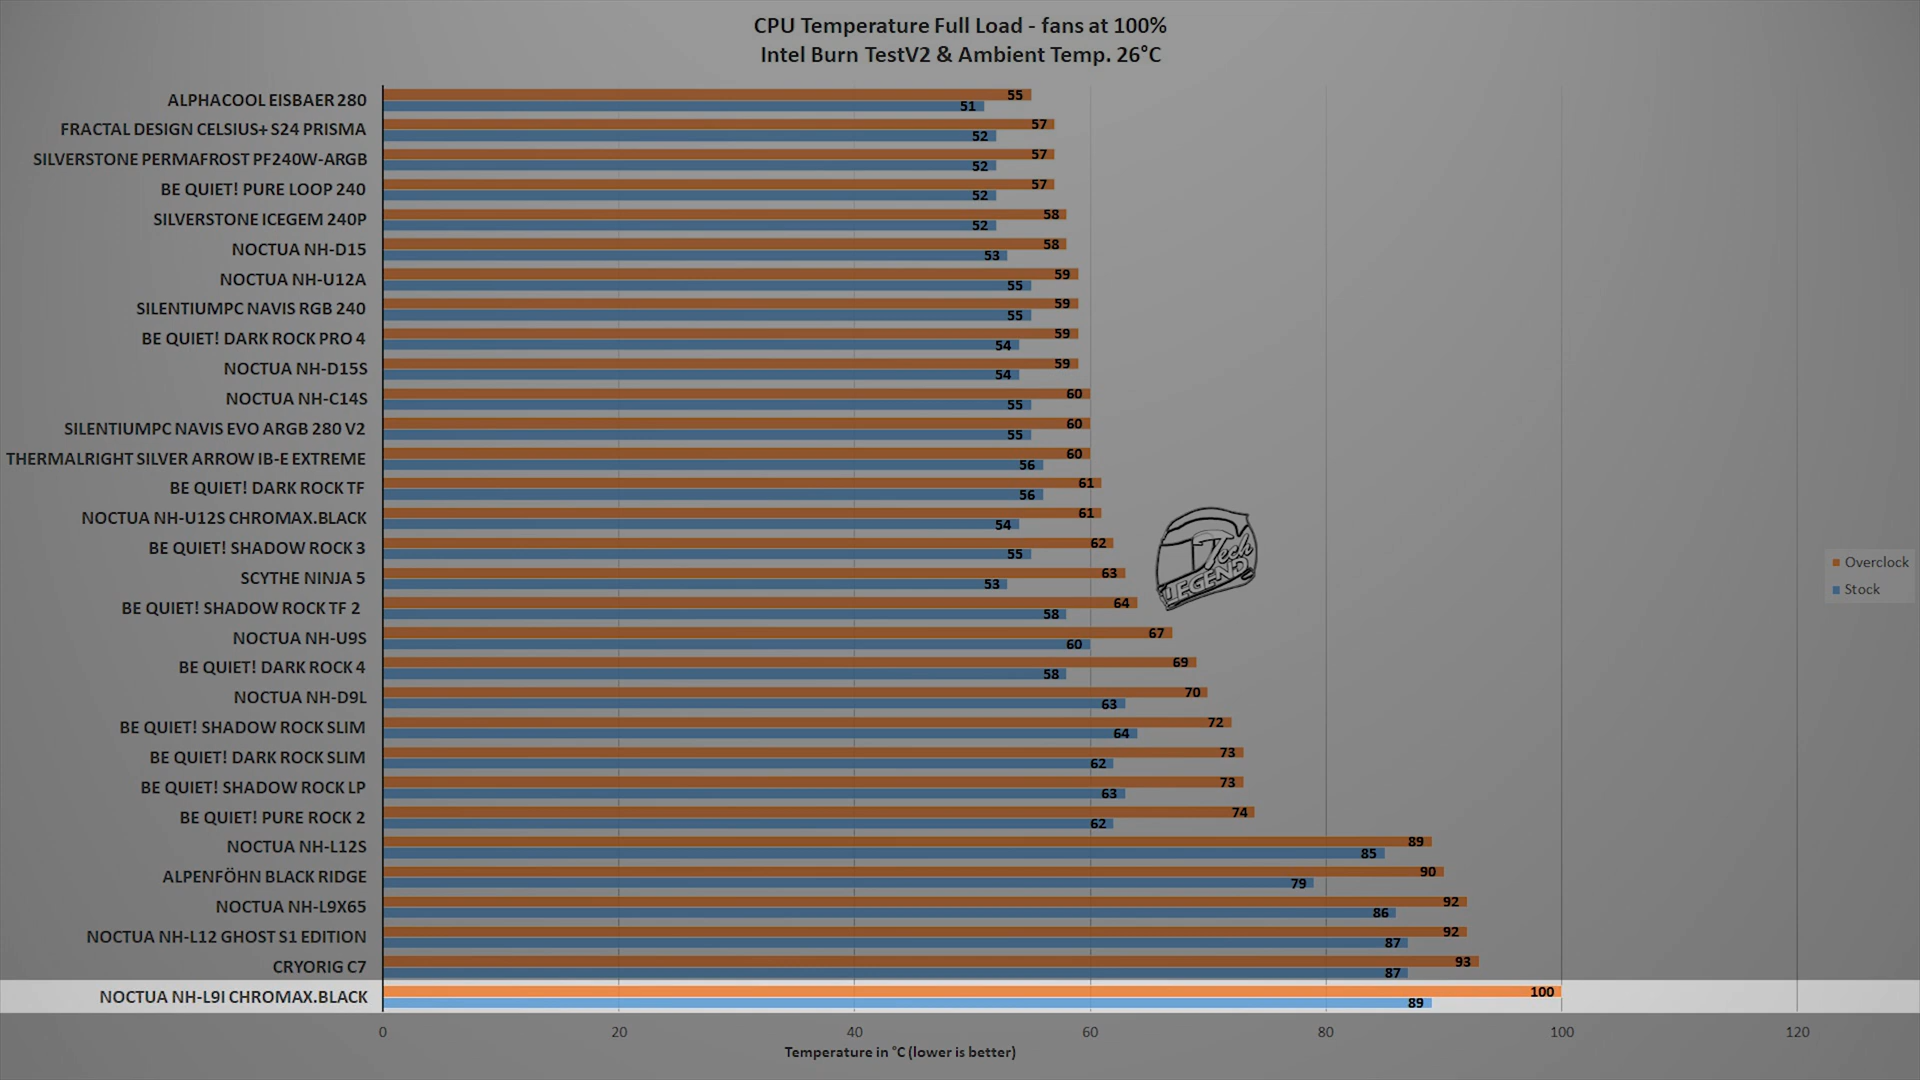 CPU Temperature Full Load - fans at 100%
Intel Burn TestV2 & Ambient Temp. 26°C
ALPHACOOL EISBAER 280 55 51
FRACTAL DESIGN CELSIUS+ S24 PRISMA 57 52
SILVERSTONE PERMAFROST PF240W-ARGB 57 52
BE QUIET! PURE LOOP 240 57 52
SILVERSTONE ICEGEM 240P 58 52
NOCTUA NH-D15 58 53
NOCTUA NH-U12A 59 55
SILENTIUMPC NAVIS RGB 240 59 55
BE QUIET! DARK ROCK PRO 4 59 54
NOCTUA NH-D15S 59 54
NOCTUA NH-C14S 60 55
SILENTIUMPC NAVIS EVO ARGB 280 V2 60 55
THERMALRIGHT SILVER ARROW IB-E EXTREME 60 56
BE QUIET! DARK ROCK TF 61 56
NOCTUA NH-U12S CHROMAX.BLACK 61 54
BE QUIET! SHADOW ROCK 3 62 55
SCYTHE NINJA 5 63 53
BE QUIET! SHADOW ROCK TF 2 64 58
NOCTUA NH-U9S 67 60
BE QUIET! DARK ROCK 4 69 58
NOCTUA NH-D9L 70 63
BE QUIET! SHADOW ROCK SLIM 72 64
BE QUIET! DARK ROCK SLIM 73 62
BE QUIET! SHADOW ROCK LP 73 63
BE QUIET! PURE ROCK 2 74 62
NOCTUA NH-L12S 89 85
ALPENFÖHN BLACK RIDGE 90 79
NOCTUA NH-L9X65 92 86
NOCTUA NH-L12 GHOST S1 EDITION 92 87
CRYORIG C7 93 87
NOCTUA NH-L9I CHROMAX.BLACK 100 89
0 20 40 60 80 100 120
Temperature in °C (lower is better)
Tech
LEGEND
Overclock
Stock